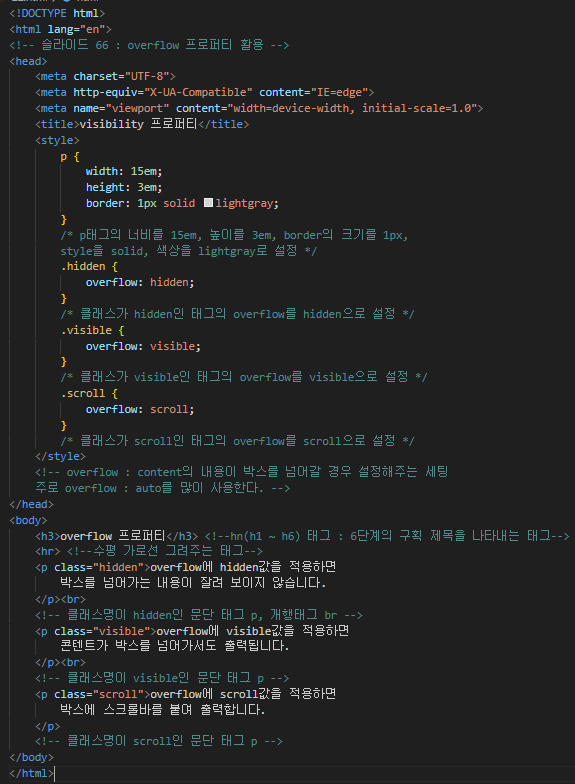 <!DOCTYPE html>
<html lang="en">
<!-- 슬라이드 66 : overflow 프로퍼티 활용 -->
<head>
    <meta charset="UTF-8">
    <meta http-equiv="X-UA-Compatible" content="IE=edge">
    <meta name="viewport" content="width=device-width, initial-scale=1.0">
    <title>visibility 프로퍼티</title>
    <style>
        p {
            width: 15em;
            height: 3em;
            border: 1px solid lightgray;
        }
        /* p태그의 너비를 15em, 높이를 3em, border의 크기를 1px,
        style을 solid, 색상을 lightgray로 설정 */
        .hidden {
            overflow: hidden;
        }
        /* 클래스가 hidden인 태그의 overflow를 hidden으로 설정 */
        .visible {
            overflow: visible;
        }
        /* 클래스가 visible인 태그의 overflow를 visible으로 설정 */
        .scroll {
            overflow: scroll;
        }
        /* 클래스가 scroll인 태그의 overflow를 scroll으로 설정 */
    </style>
    <!-- overflow : content의 내용이 박스를 넘어갈 경우 설정해주는 세팅
    주로 overflow : auto를 많이 사용한다. -->
</head>
<body>
    <h3>overflow 프로퍼티</h3> <!--hn(h1 ~ h6) 태그 : 6단계의 구획 제목을 나타내는 태그-->
    <hr> <!--수평 가로선 그려주는 태그-->
    <p class="hidden">overflow에 hidden값을 적용하면
        박스를 넘어가는 내용이 잘려 보이지 않습니다.
    </p><br>
    <!-- 클래스명이 hidden인 문단 태그 p, 개행태그 br -->
    <p class="visible">overflow에 visible값을 적용하면
        콘텐트가 박스를 넘어가서도 출력됩니다.
    </p><br>
    <!-- 클래스명이 visible인 문단 태그 p -->
    <p class="scroll">overflow에 scroll값을 적용하면
        박스에 스크롤바를 붙여 출력합니다.
    </p>
    <!-- 클래스명이 scroll인 문단 태그 p -->
</body>
</html>